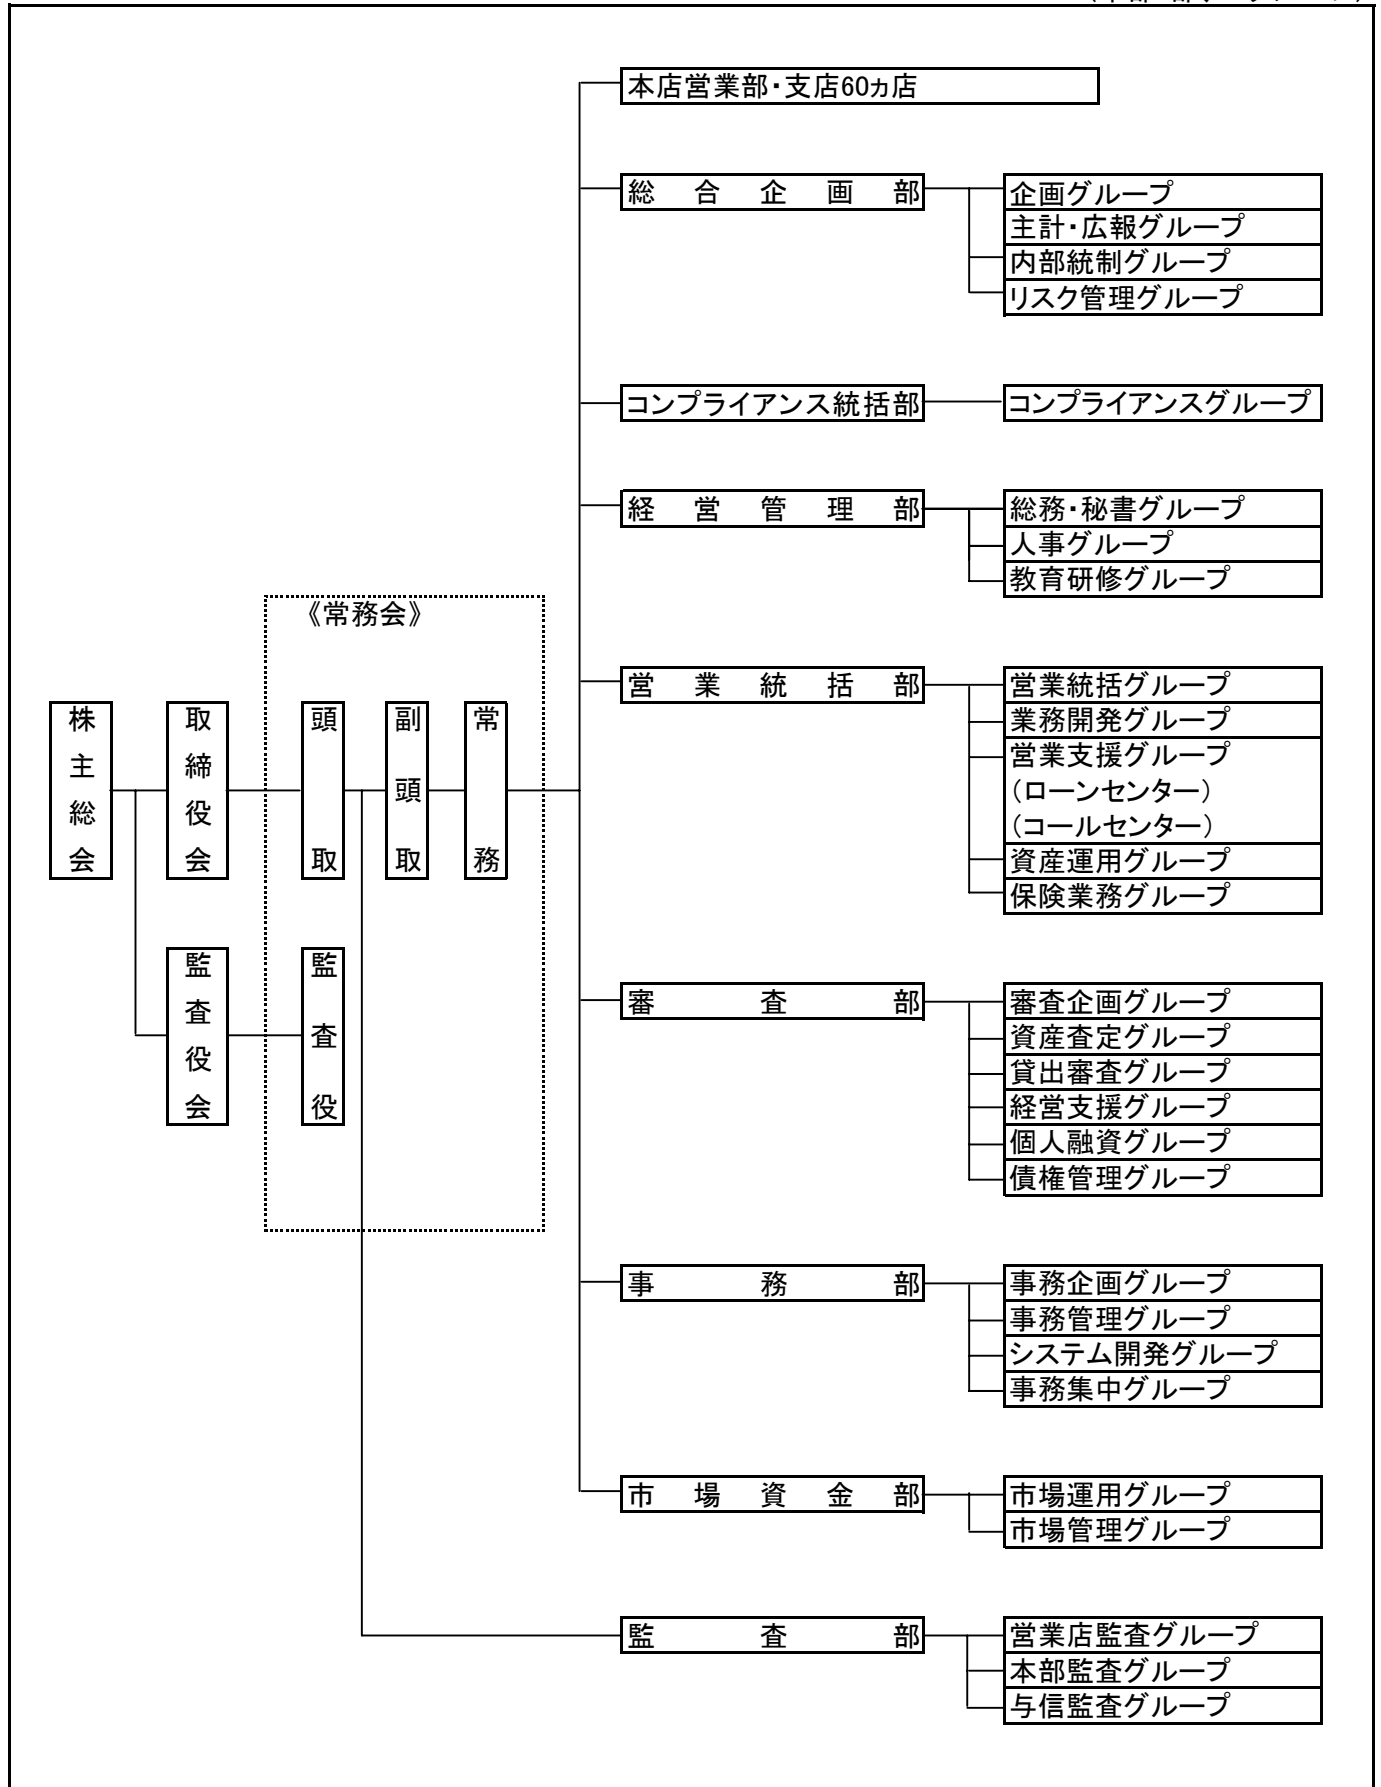 本店営業部・支店60ヵ店
総合企画部
企画グループ
主計・広報グループ
内部統制グループ
リスク管理グループ
コンプライアンス統括部
コンプライアンスグループ
経営管理部
総務・秘書グループ
人事グループ
教育研修グループ
《常務会》
株主総会
取締役会
頭取
副頭取
常務
監査役会
監査役
営業統括部
営業統括グループ
業務開発グループ
営業支援グループ
（ローンセンター）
（コールセンター）
資産運用グループ
保険業務グループ
審査部
審査企画グループ
資産査定グループ
貸出審査グループ
経営支援グループ
個人融資グループ
債権管理グループ
事務部
事務企画グループ
事務管理グループ
システム開発グループ
事務集中グループ
市場資金部
市場運用グループ
市場管理グループ
監査部
営業店監査グループ
本部監査グループ
与信監査グループ